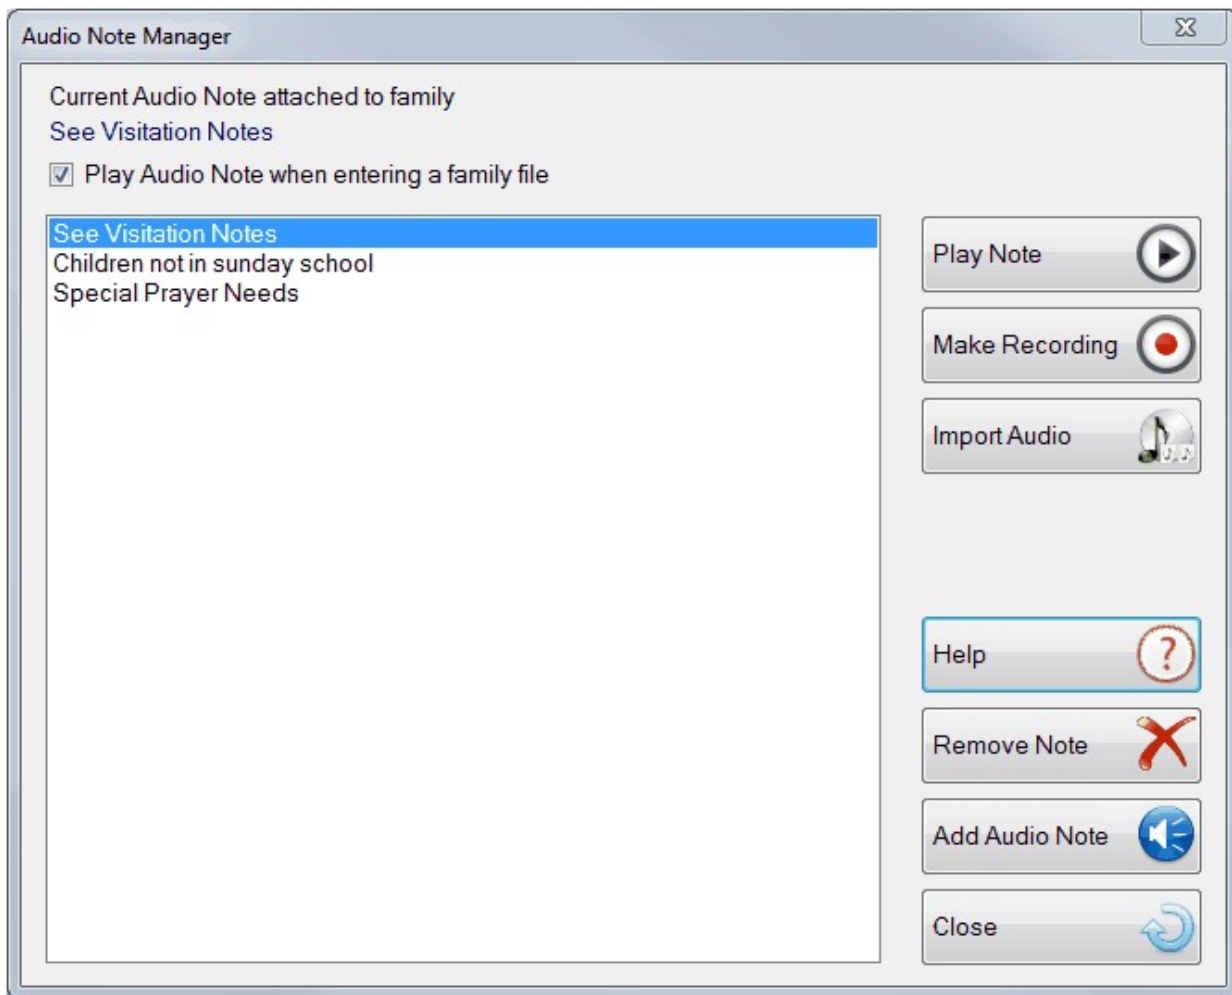 Audio Note Manager
Current Audio Note attached to family
See Visitation Notes
Play Audio Note when entering a family file
See Visitation Notes
Children not in sunday school
Special Prayer Needs
Play Note
Make Recording
Import Audio
Help
?
Remove Note
Add Audio Note
Close